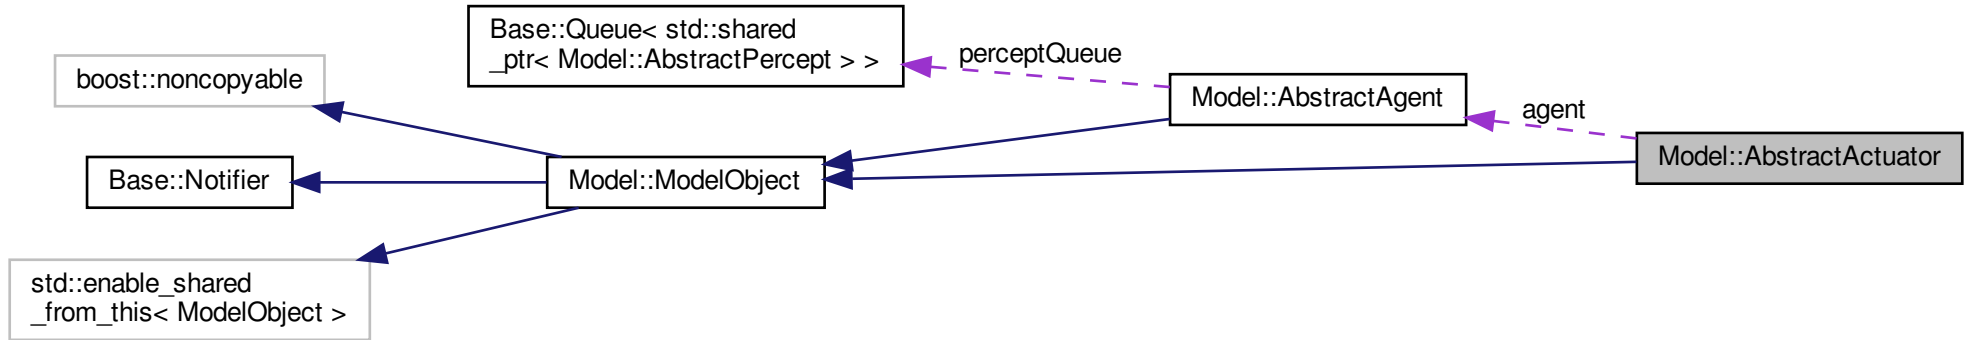 Base::Queue< std::shared
_ptr< Model::AbstractPercept > >
perceptQueue
boost::noncopyable
Model::AbstractAgent
agent
Model::AbstractActuator
Base::Notifier
Model::ModelObject
std::enable_shared
_from_this< ModelObject >